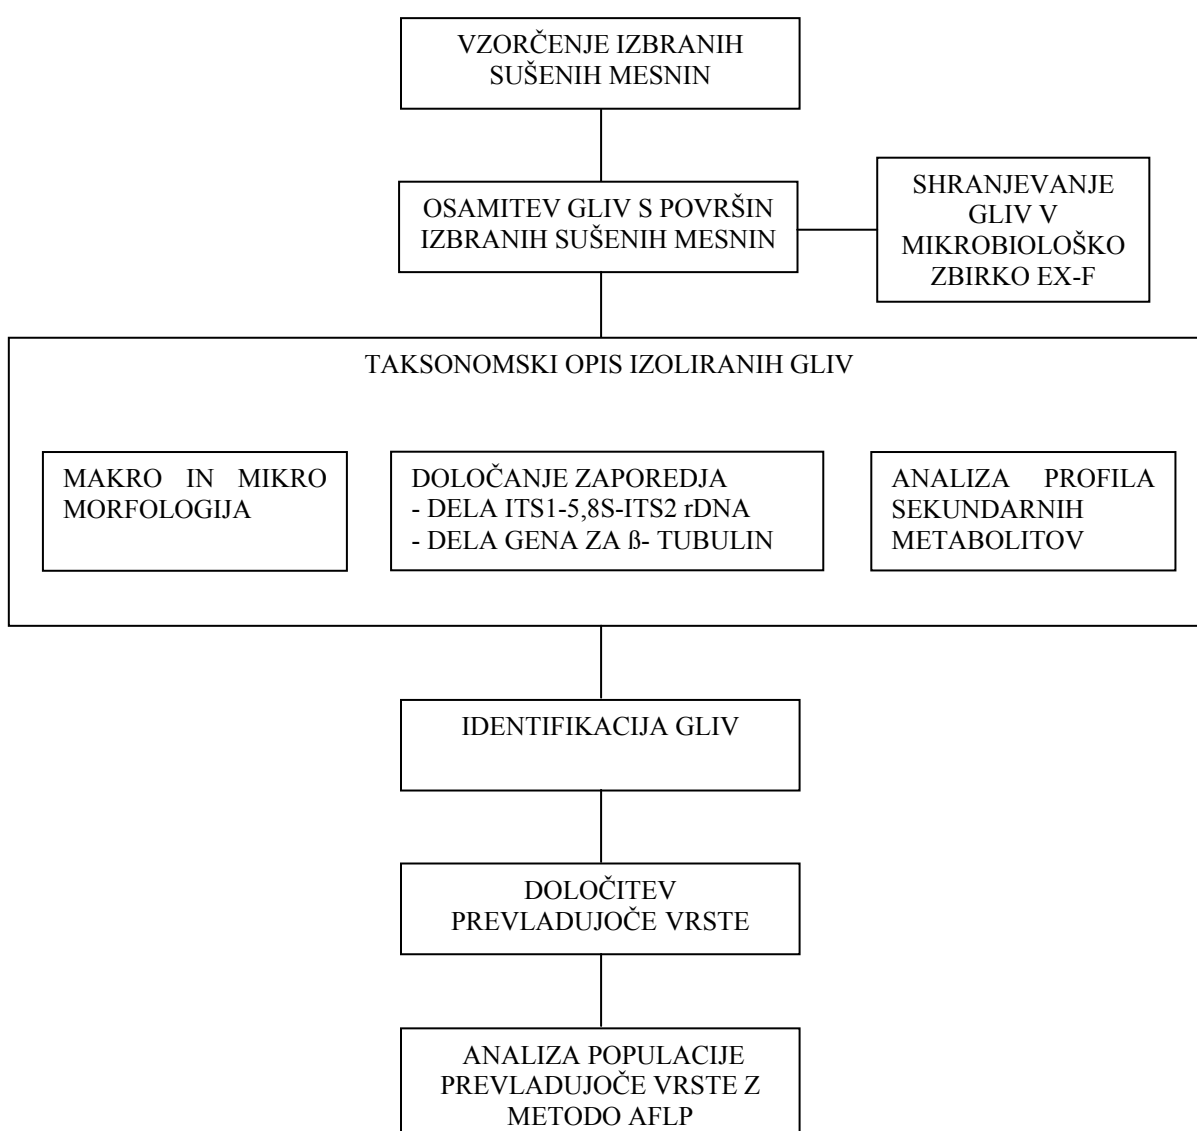 VZORČENJE IZBRANIH
SUŠENIH MESNIN
OSAMITEV GLIV S POVRŠIN
IZBRANIH SUŠENIH MESNIN
SHRANJEVANJE
GLIV V
MIKROBIOLOŠKO
ZBIRKO EX-F
TAKSONOMSKI OPIS IZOLIRANIH GLIV
MAKRO IN MIKRO
MORFOLOGIJA
DOLOČANJE ZAPOREDJA
- DELA ITS1-5,8S-ITS2 rDNA
- DELA GENA ZA ß- TUBULIN
ANALIZA PROFILA
SEKUNDARNIH
METABOLITOV
IDENTIFIKACIJA GLIV
DOLOČITEV
PREVLADUJOČE VRSTE
ANALIZA POPULACIJE
PREVLADUJOČE VRSTE Z
METODO AFLP